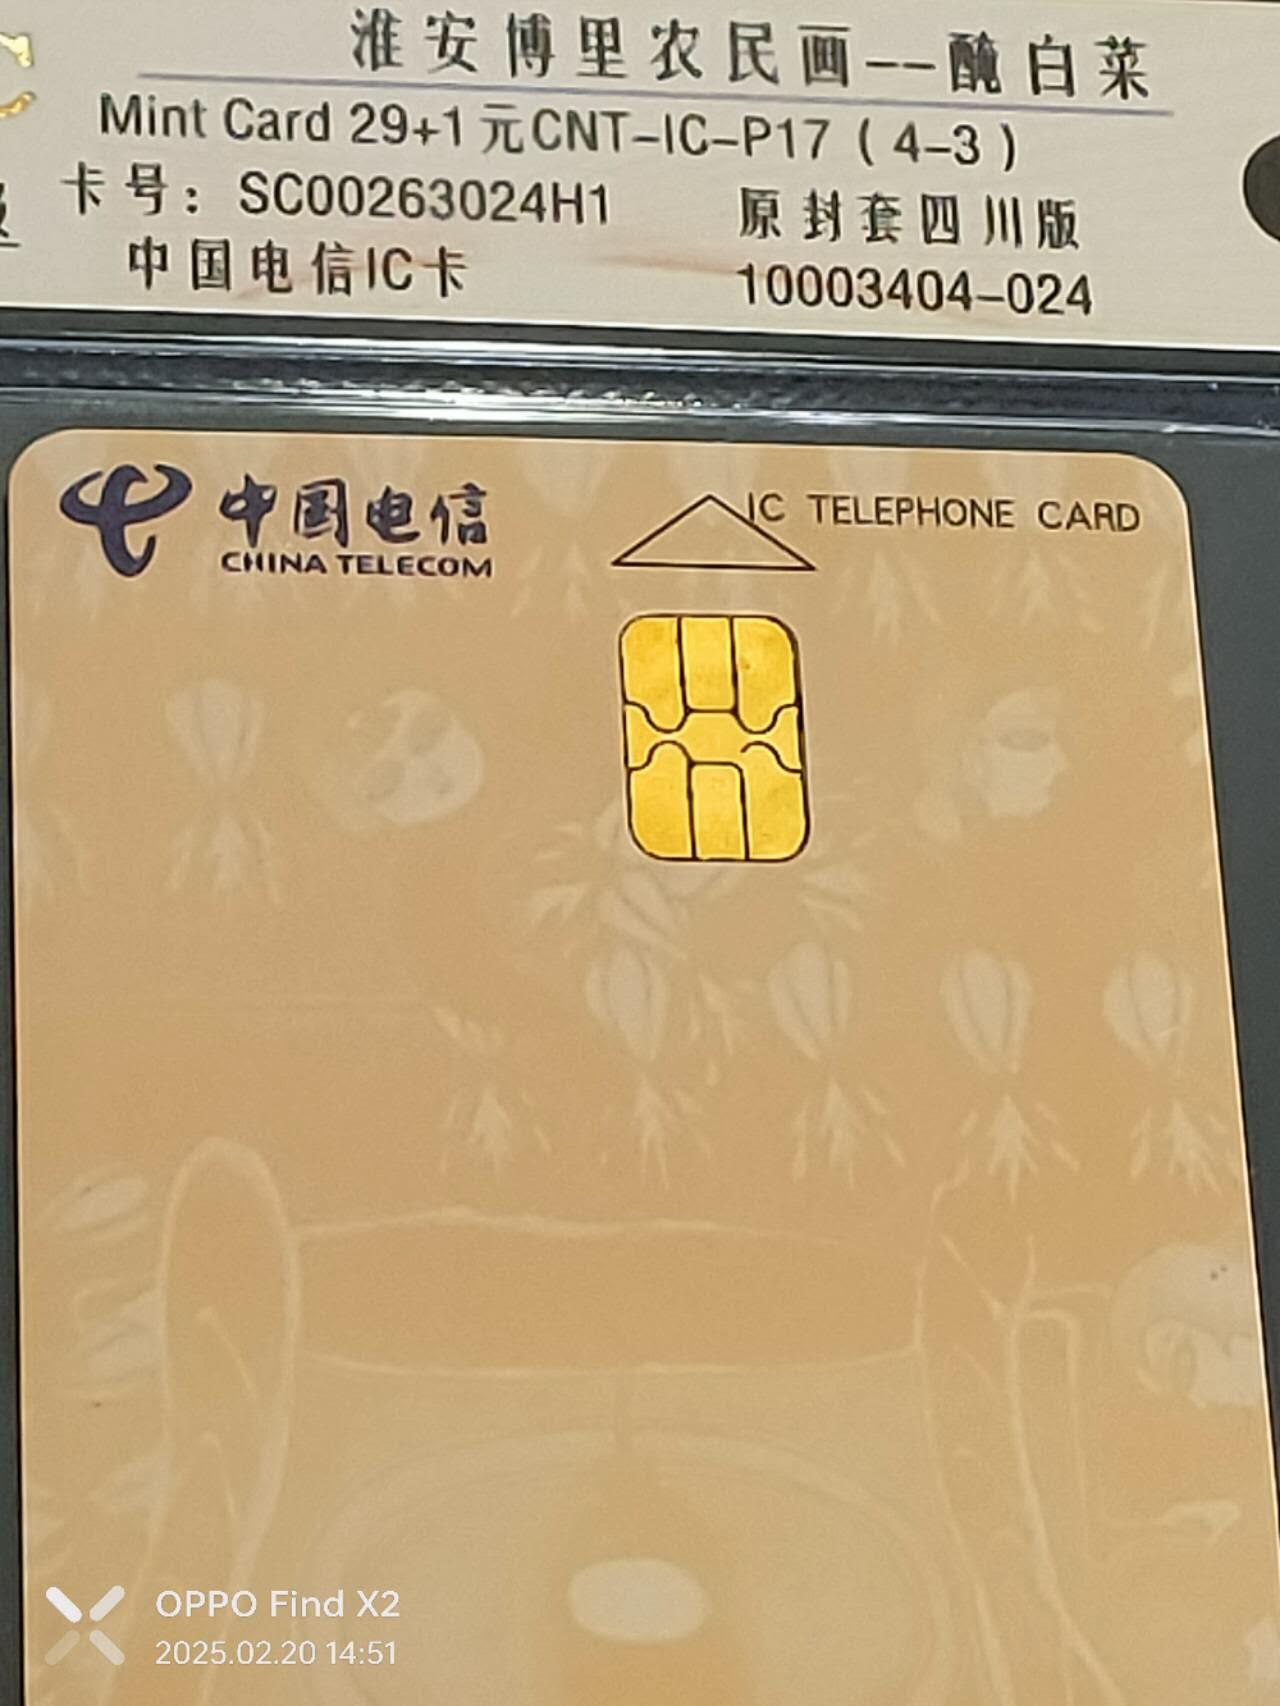 淮安博里农民画--醃白菜
Mint Card 29+1元CNT-IC-P17 (4-3)
卡号：SC00263024H1
原封套四川版
中国电信IC卡
10003404-024
中国电信
CHINA TELECOM
IC TELEPHONE CARD
OPPO Find X2
2025.02.20 14:51